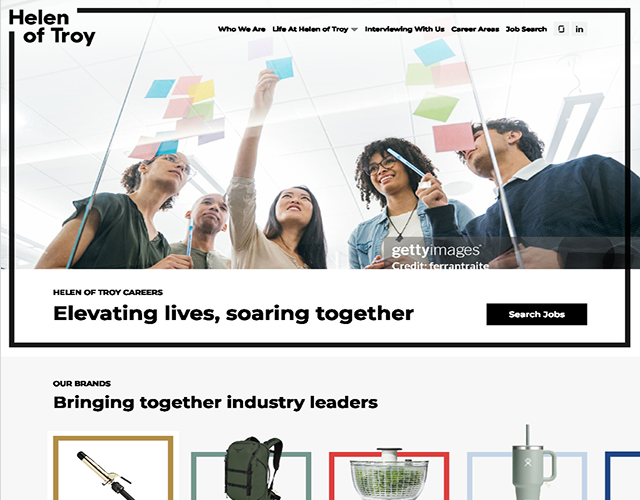 Helen
of Troy
Who We Are Life At Helen of Troy Interviewing With Us Career Areas Job Search in
gettyimages
Credit: ferrantraite
HELEN OF TROY CAREERS
Elevating lives, soaring together
Search Jobs
OUR BRANDS
Bringing together industry leaders